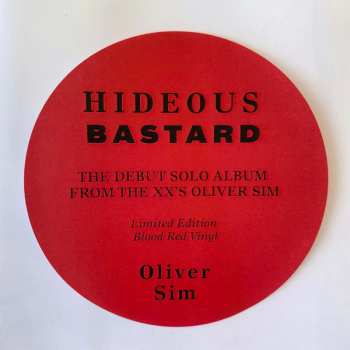 HIDEOUS
BASTARD
THE DEBUT SOLO ALBUM
FROM THE XX'S OLIVER SIM
Limited Edition
Blood Red Vinyl
Oliver
Sim